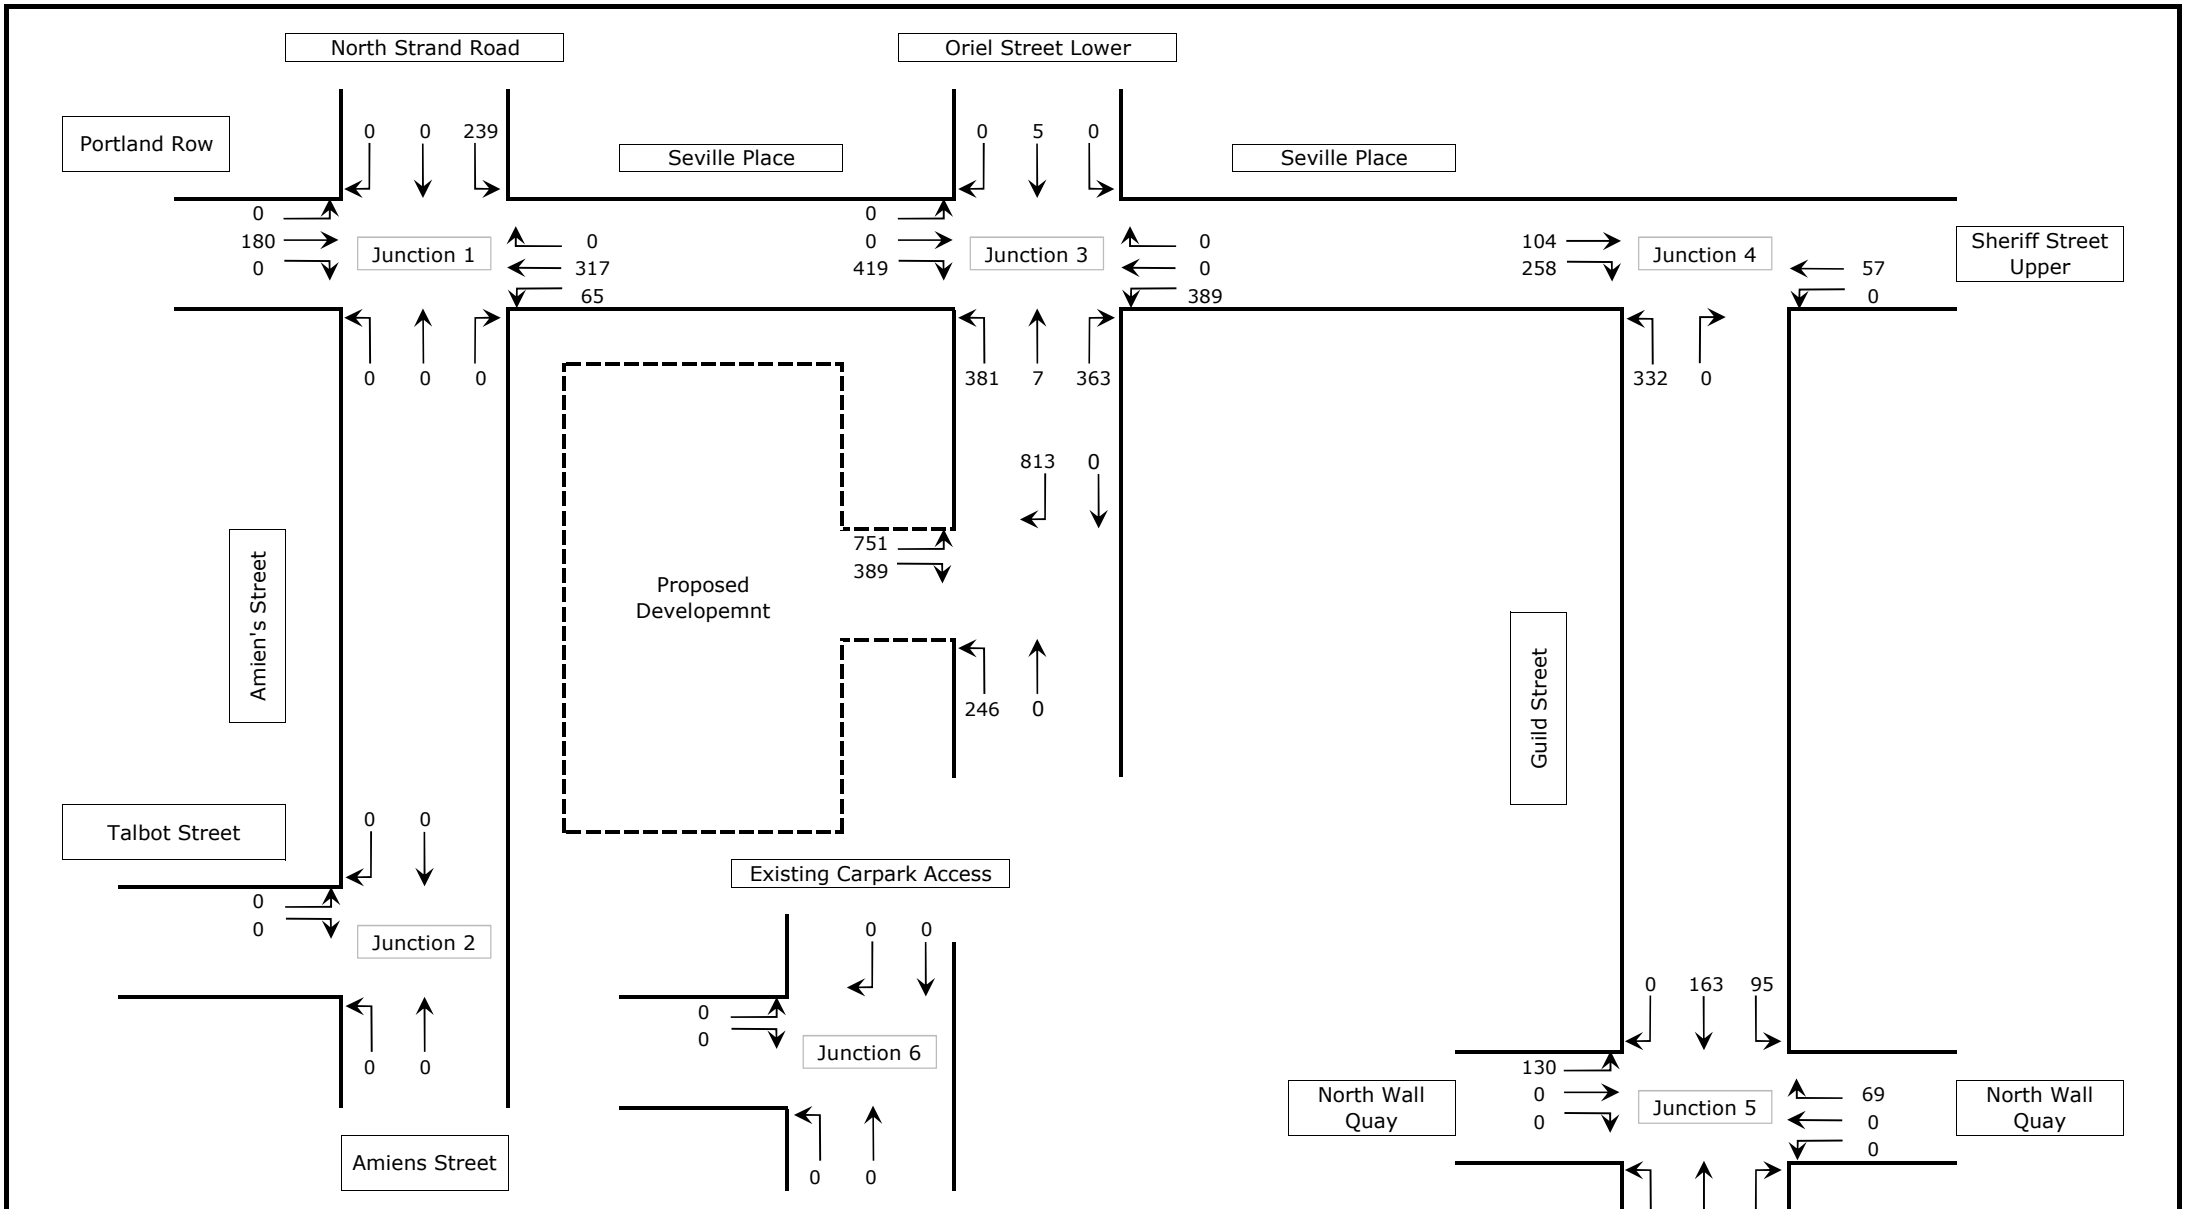 North Strand Road
Oriel Street Lower
Portland Row
0 0 239
Seville Place
0 5 0
Seville Place
0
180
0
Junction 1
0
317
65
0
0
419
Junction 3
0
0
389
104
258
Junction 4
57
0
Sheriff Street
Upper
0 0 0
381 7 363
332 0
813 0
751
389
Proposed
Developemnt
Amien's Street
246 0
Guild Street
Talbot Street
0 0
0
0
Junction 2
0 0
Amiens Street
Existing Carpark Access
0 0
0
0
Junction 6
0 0
0 163 95
North Wall
Quay
130
0
0
Junction 5
69
0
0
North Wall
Quay